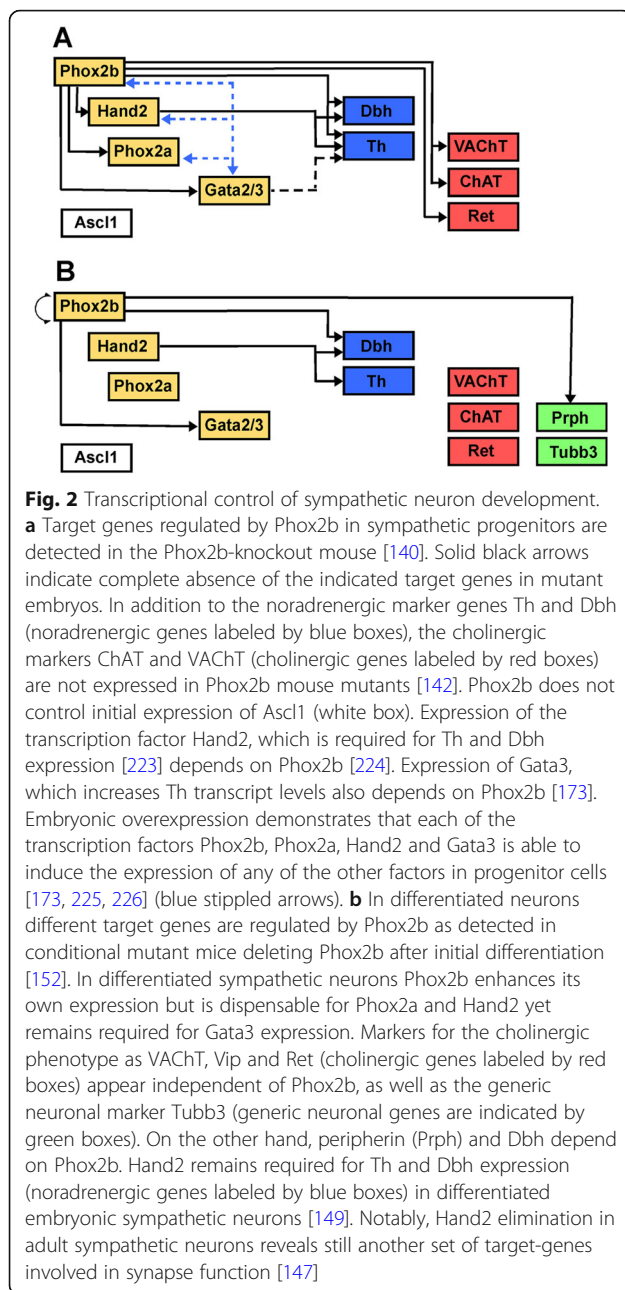 A
Phox2b
Hand2
Dbh
Phox2a
Th
VAChT
Gata2/3
ChAT
Ascl1
Ret
B
Phox2b
Hand2
Dbh
Phox2a
Th
VAChT
Gata2/3
ChAT
Prph
Ascl1
Ret
Tubb3
Fig. 2 Transcriptional control of sympathetic neuron development.
a Target genes regulated by Phox2b in sympathetic progenitors are
detected in the Phox2b-knockout mouse [140]. Solid black arrows
indicate complete absence of the indicated target genes in mutant
embryos. In addition to the noradrenergic marker genes Th and Dbh
(noradrenergic genes labeled by blue boxes), the cholinergic
markers ChAT and VAChT (cholinergic genes labeled by red boxes)
are not expressed in Phox2b mouse mutants [142]. Phox2b does not
control initial expression of Ascl1 (white box). Expression of the
transcription factor Hand2, which is required for Th and Dbh
expression [223] depends on Phox2b [224]. Expression of Gata3,
which increases Th transcript levels also depends on Phox2b [173].
Embryonic overexpression demonstrates that each of the
transcription factors Phox2b, Phox2a, Hand2 and Gata3 is able to
induce the expression of any of the other factors in progenitor cells
[173, 225, 226] (blue stippled arrows). b In differentiated neurons
different target genes are regulated by Phox2b as detected in
conditional mutant mice deleting Phox2b after initial differentiation
[152]. In differentiated sympathetic neurons Phox2b enhances its
own expression but is dispensable for Phox2a and Hand2 yet
remains required for Gata3 expression. Markers for the cholinergic
phenotype as VAChT, Vip and Ret (cholinergic genes labeled by red
boxes) appear independent of Phox2b, as well as the generic
neuronal marker Tubb3 (generic neuronal genes are indicated by
green boxes). On the other hand, peripherin (Prph) and Dbh depend
on Phox2b. Hand2 remains required for Th and Dbh expression
(noradrenergic genes labeled by blue boxes) in differentiated
embryonic sympathetic neurons [149]. Notably, Hand2 elimination in
adult sympathetic neurons reveals still another set of target-genes
involved in synapse function [147]